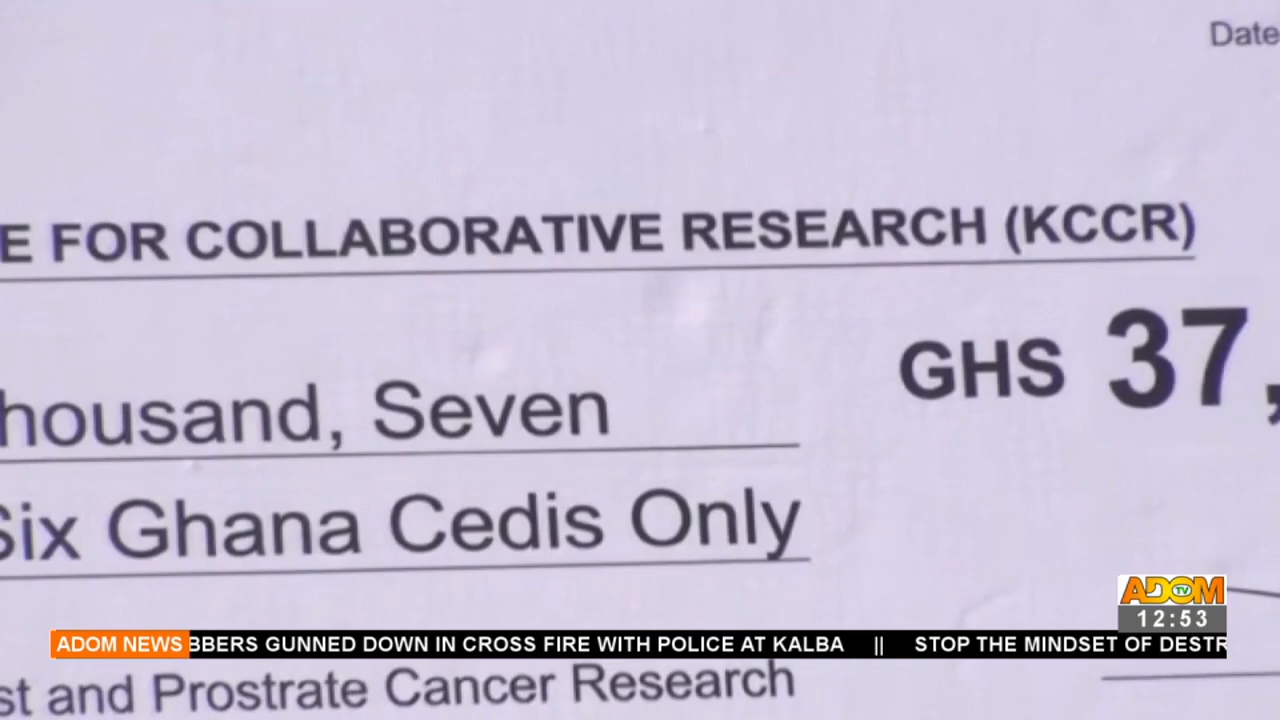 Date
E FOR COLLABORATIVE RESEARCH (KCCR)
GHS 37,
housand, Seven
Six Ghana Cedis Only
ADOM TV
12:53
ADOM NEWS BBERS GUNNED DOWN IN CROSS FIRE WITH POLICE AT KALBA || STOP THE MINDSET OF DESTR
st and Prostrate Cancer Research